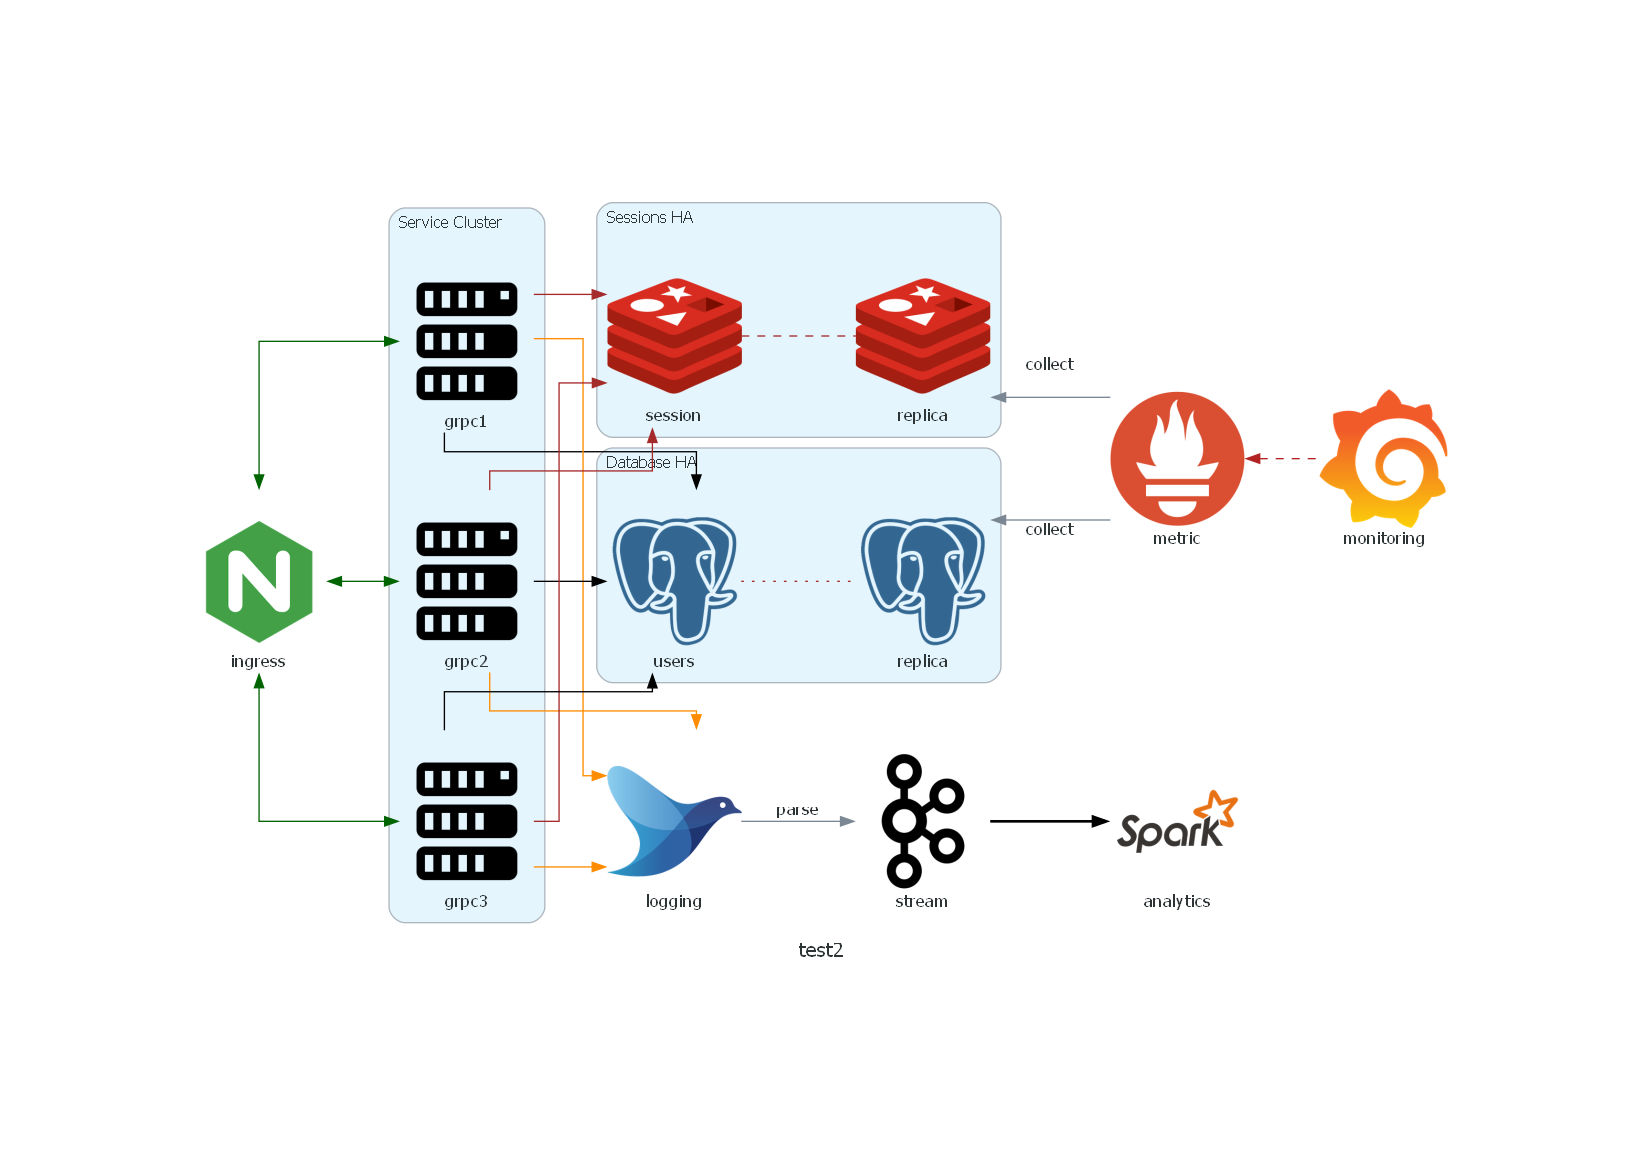 Service Cluster
Sessions HA
grpc1
session
replica
collect
Database HA
collect
metric
monitoring
ingress
grpc2
users
replica
parse
Spark
grpc3
logging
stream
analytics
test2